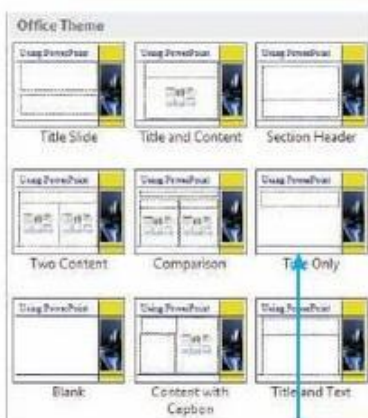 Office Theme
Using PowerPoint Using PowerPoint Using PowerPoint
Title Slide Title and Content Section Header
Using PowerPoint Using PowerPoint Using PowerPoint
Two Content Comparison Title Only
Using PowerPoint Using PowerPoint Using PowerPoint
Blank Content with Caption Title and Text